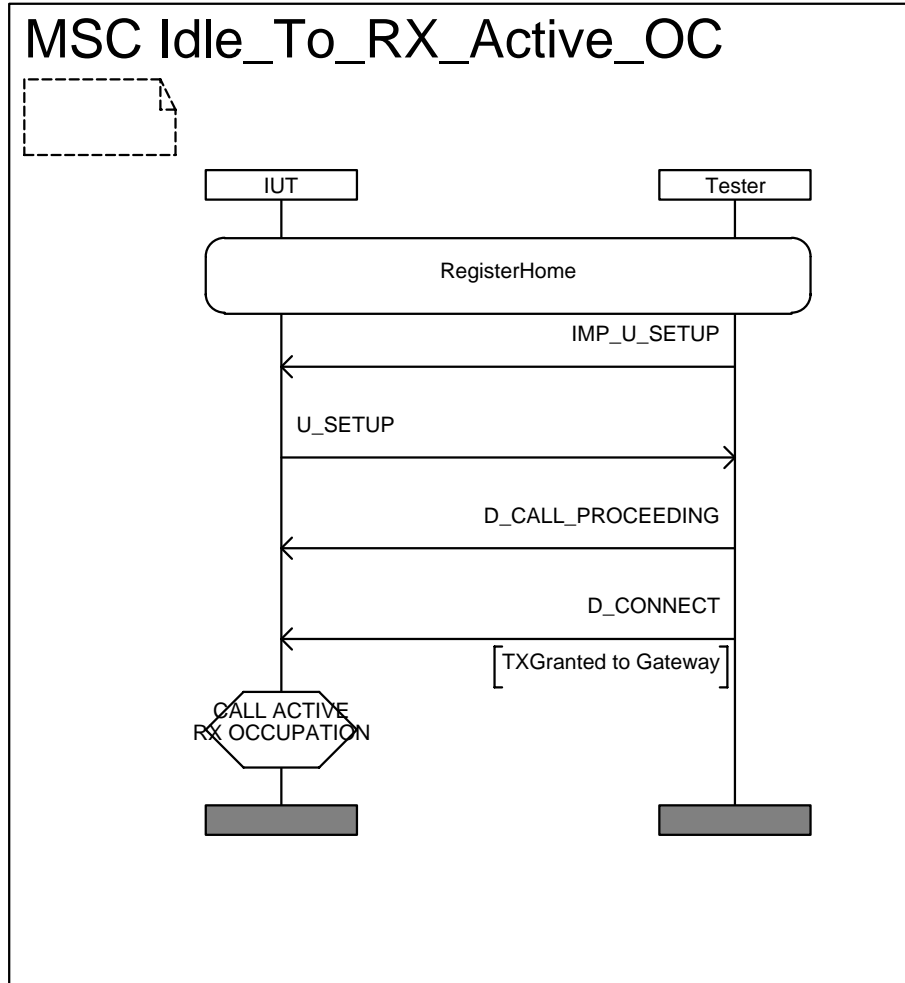 MSC Idle_To_RX_Active_OC
IUT
Tester
RegisterHome
IMP_U_SETUP
U_SETUP
D_CALL_PROCEEDING
D_CONNECT
TXGranted to Gateway
CALL ACTIVE
RX OCCUPATION